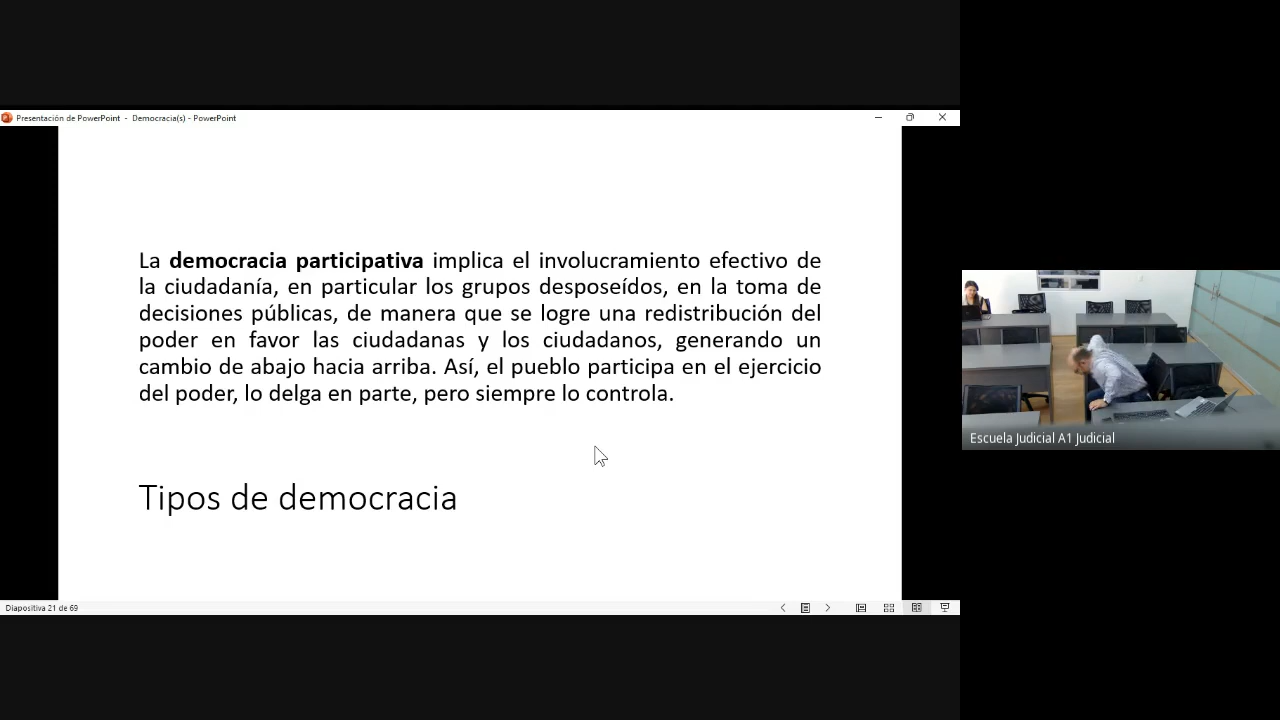 Presentación de PowerPoint - Democracia(s) - PowerPoint
La democracia participativa implica el involucramiento efectivo de
la ciudadanía, en particular los grupos desposeídos, en la toma de
decisiones públicas, de manera que se logre una redistribución del
poder en favor las ciudadanas y los ciudadanos, generando un
cambio de abajo hacia arriba. Así, el pueblo participa en el ejercicio
del poder, lo delga en parte, pero siempre lo controla.
Tipos de democracia
Diapositiva 21 de 69
Escuela Judicial A1 Judicial